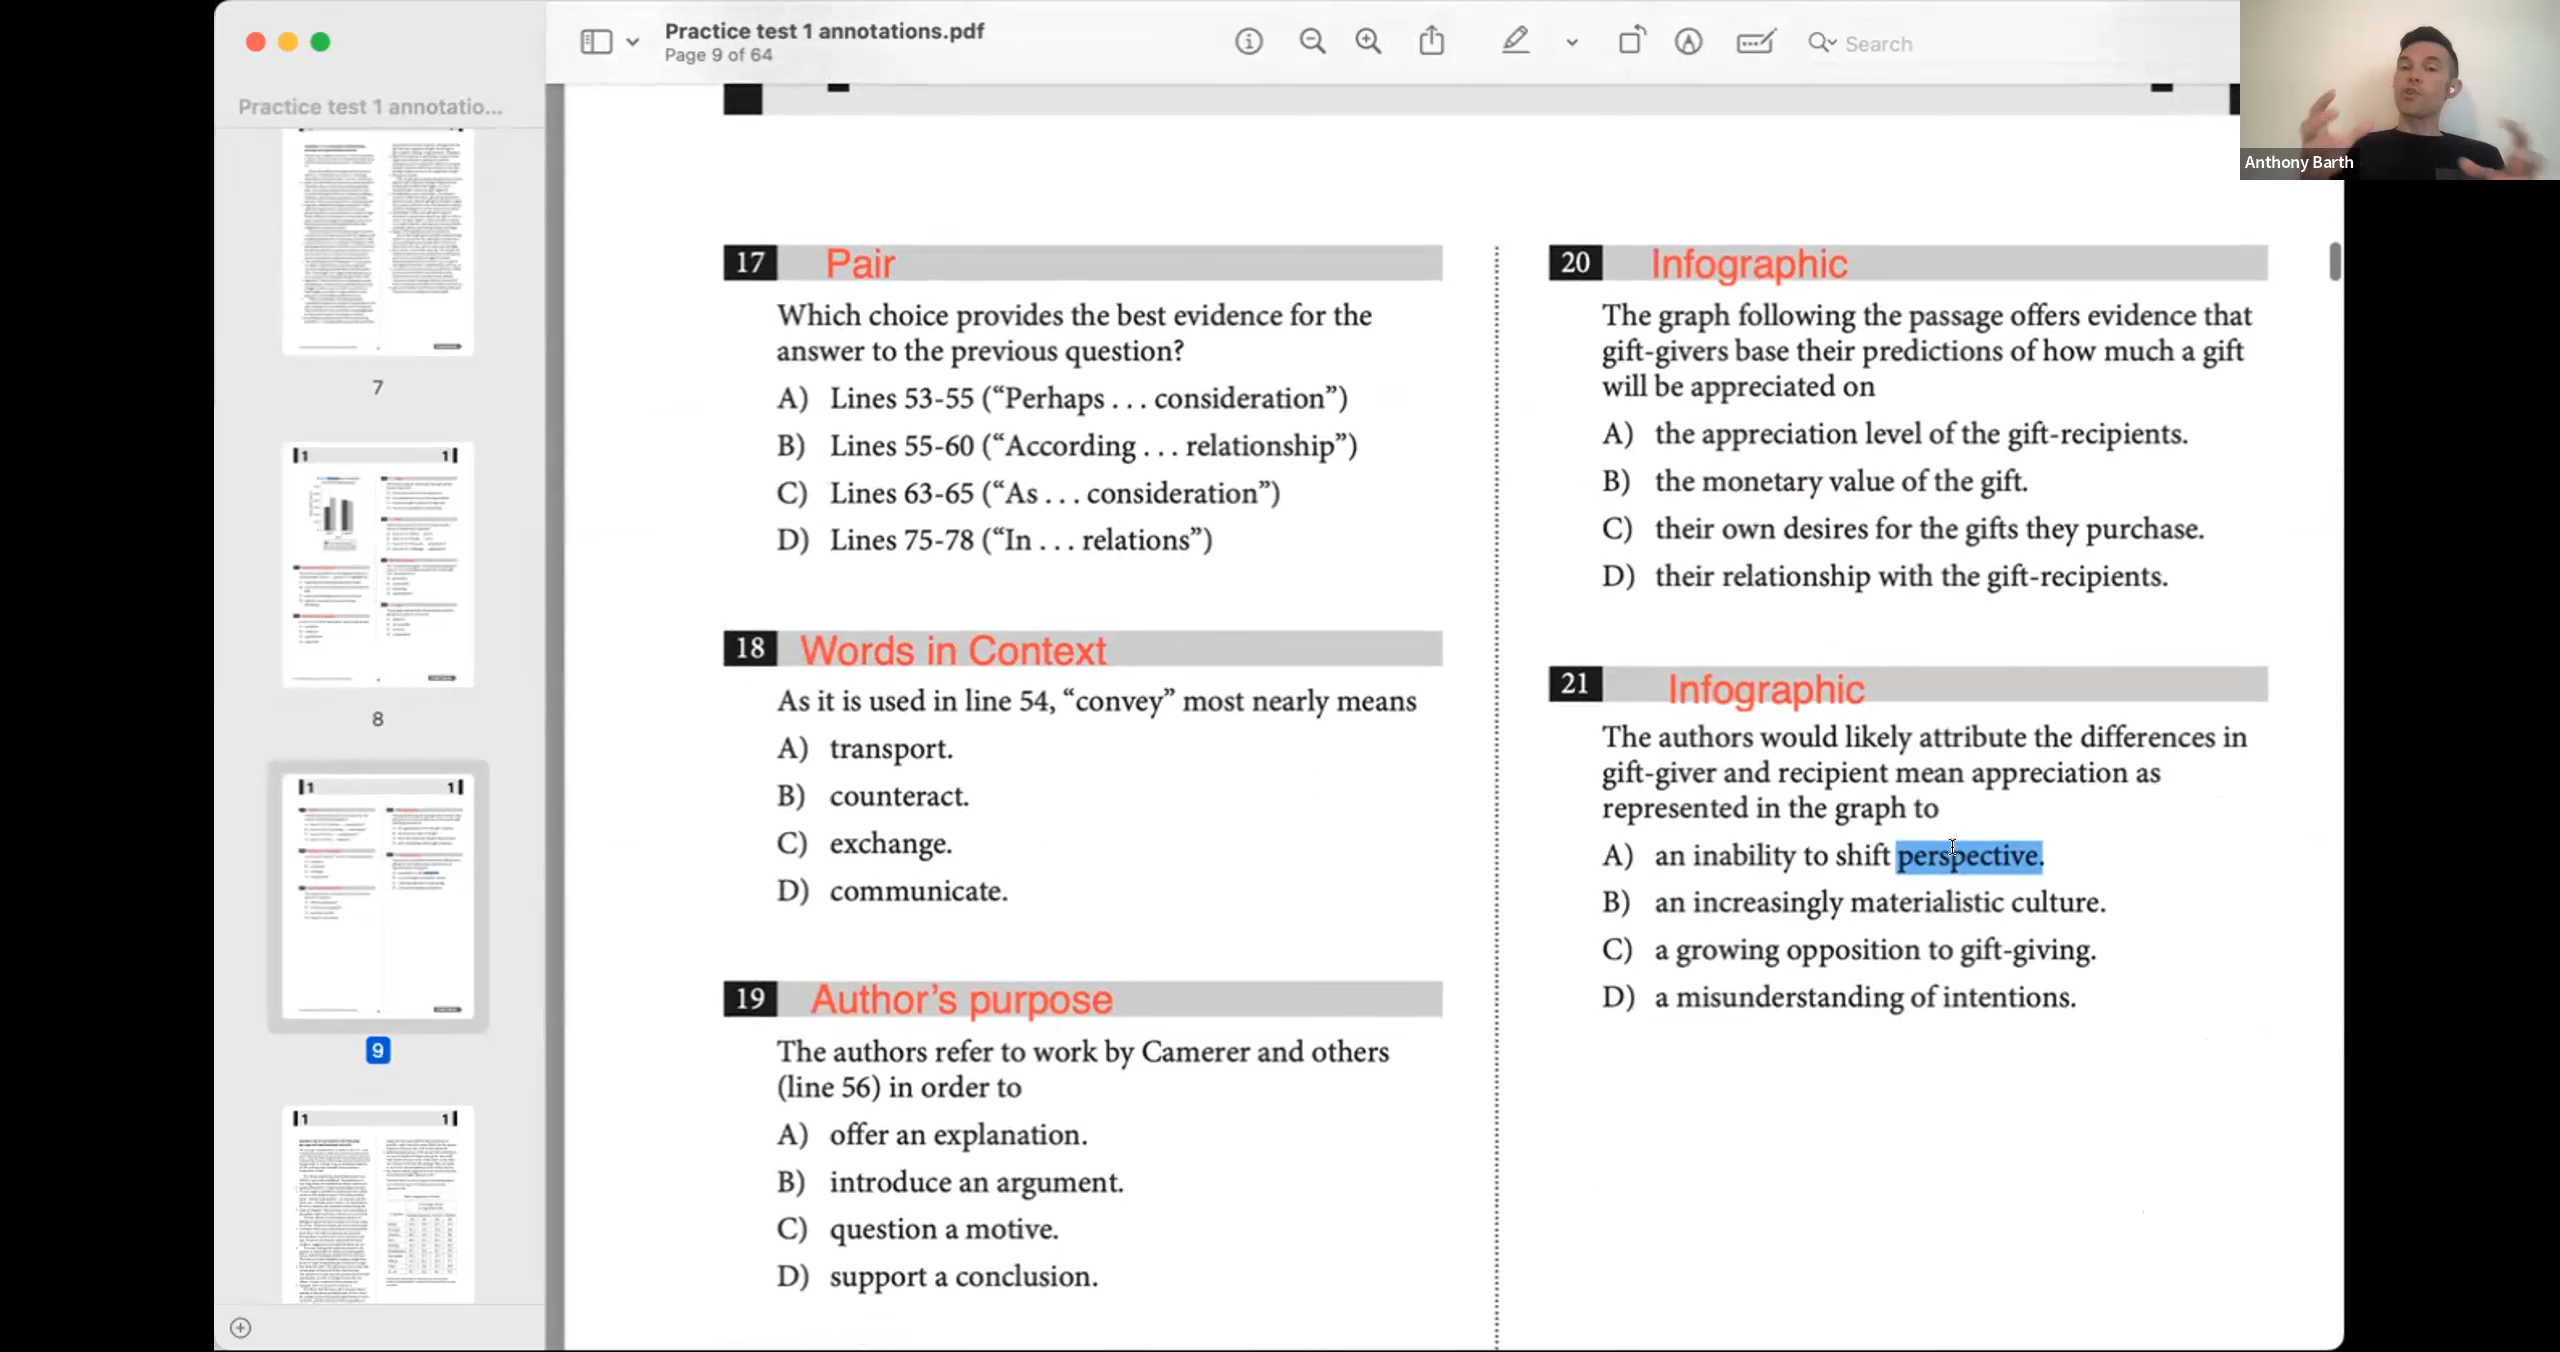 Practice test 1 annotations.pdf
Page 9 of 64
Search
Anthony Barth
Practice test 1 annotatio...
7
1 1
8
1 1
9
1 1
17 Pair
Which choice provides the best evidence for the
answer to the previous question?
A) Lines 53-55 (“Perhaps . . . consideration”)
B) Lines 55-60 (“According . . . relationship”)
C) Lines 63-65 (“As . . . consideration”)
D) Lines 75-78 (“In . . . relations”)
18 Words in Context
As it is used in line 54, “convey” most nearly means
A) transport.
B) counteract.
C) exchange.
D) communicate.
19 Author’s purpose
The authors refer to work by Camerer and others
(line 56) in order to
A) offer an explanation.
B) introduce an argument.
C) question a motive.
D) support a conclusion.
20 Infographic
The graph following the passage offers evidence that
gift-givers base their predictions of how much a gift
will be appreciated on
A) the appreciation level of the gift-recipients.
B) the monetary value of the gift.
C) their own desires for the gifts they purchase.
D) their relationship with the gift-recipients.
21 Infographic
The authors would likely attribute the differences in
gift-giver and recipient mean appreciation as
represented in the graph to
A) an inability to shift perspective.
B) an increasingly materialistic culture.
C) a growing opposition to gift-giving.
D) a misunderstanding of intentions.